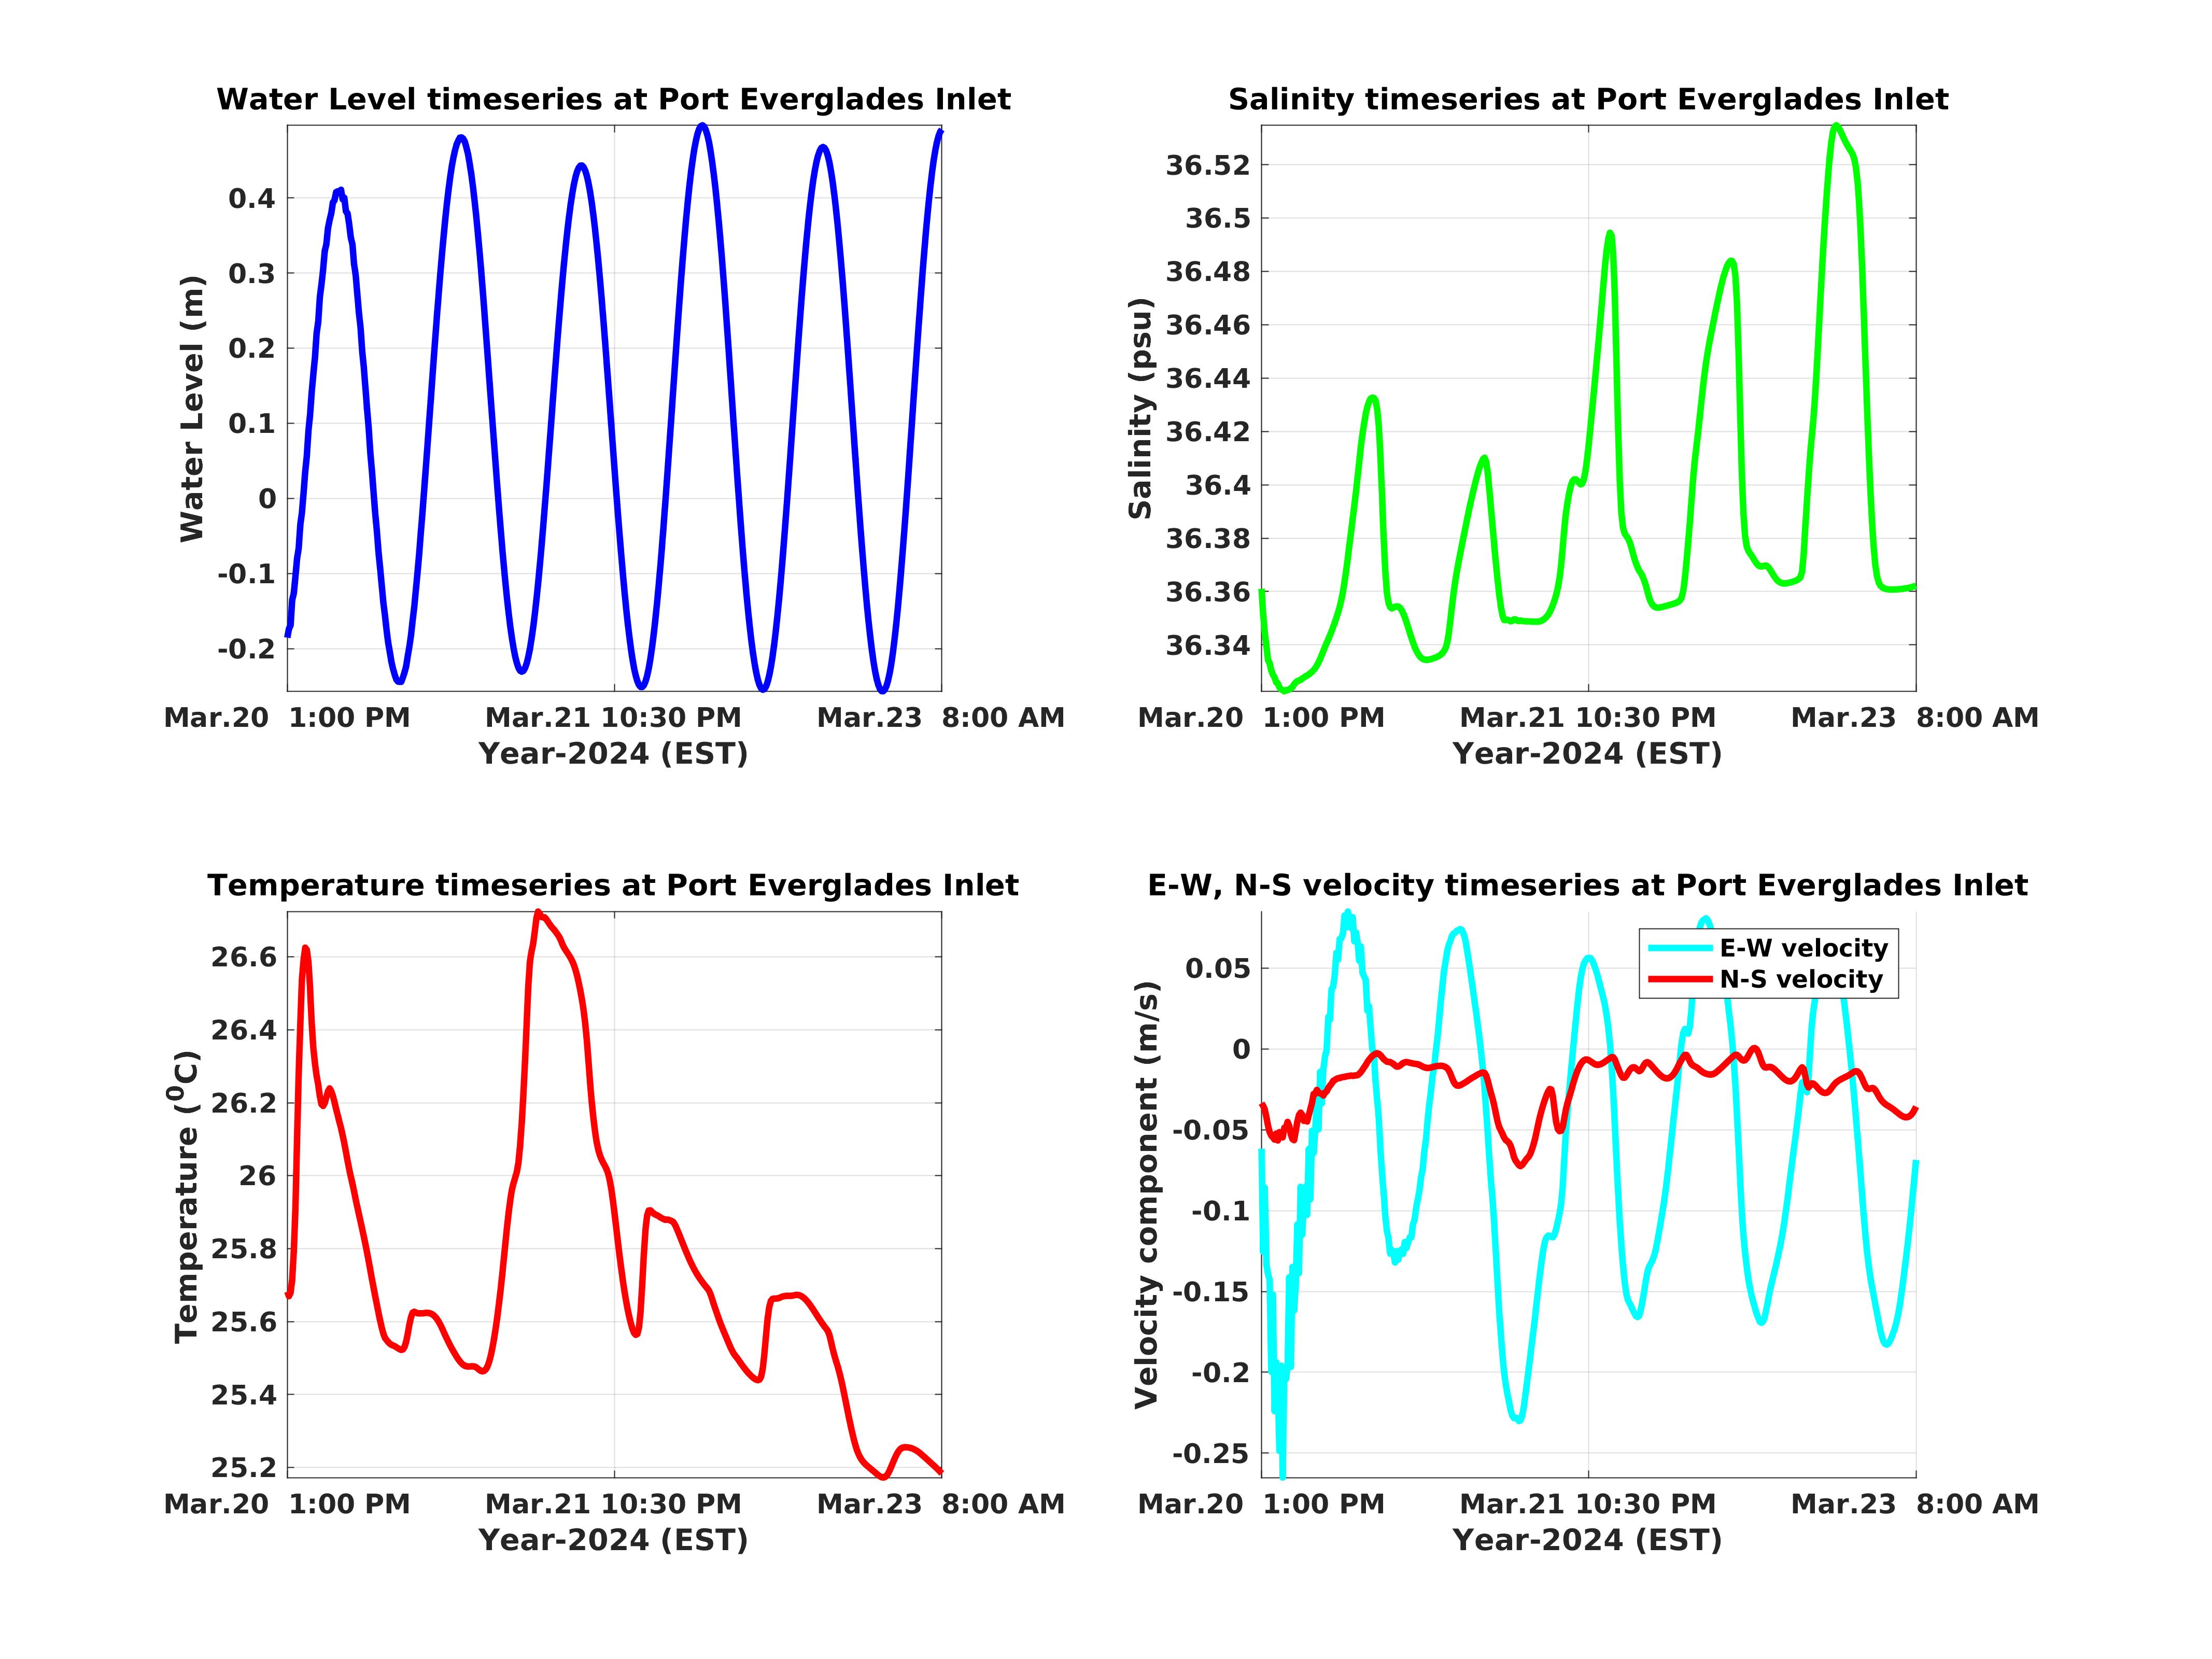 Water Level timeseries at Port Everglades Inlet
Water Level (m)
0.4
0.3
0.2
0.1
0
-0.1
-0.2
Mar.20 1:00 PM Mar.21 10:30 PM Mar.23 8:00 AM
Year-2024 (EST)
Salinity timeseries at Port Everglades Inlet
Salinity (psu)
36.52
36.5
36.48
36.46
36.44
36.42
36.4
36.38
36.36
36.34
Mar.20 1:00 PM Mar.21 10:30 PM Mar.23 8:00 AM
Year-2024 (EST)
Temperature timeseries at Port Everglades Inlet
Temperature (⁰C)
26.6
26.4
26.2
26
25.8
25.6
25.4
25.2
Mar.20 1:00 PM Mar.21 10:30 PM Mar.23 8:00 AM
Year-2024 (EST)
E-W, N-S velocity timeseries at Port Everglades Inlet
Velocity component (m/s)
E-W velocity
N-S velocity
0.05
0
-0.05
-0.1
-0.15
-0.2
-0.25
Mar.20 1:00 PM Mar.21 10:30 PM Mar.23 8:00 AM
Year-2024 (EST)